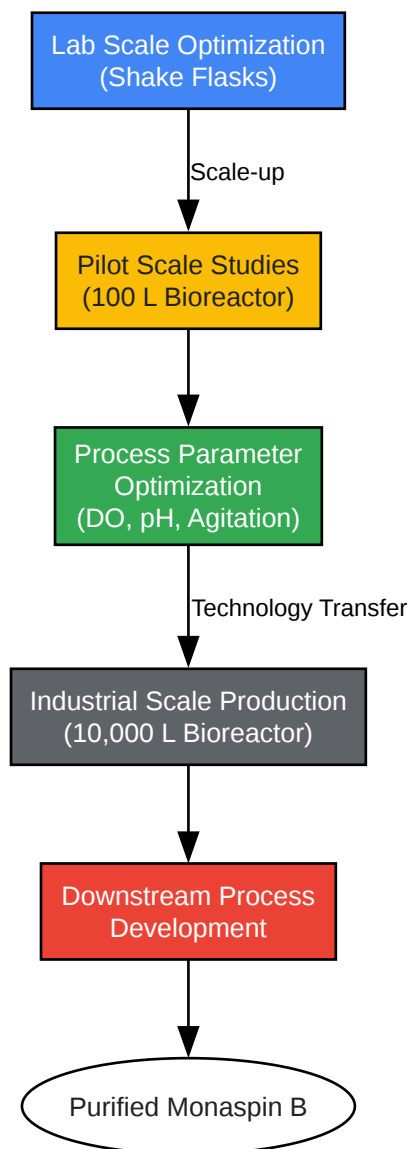 Lab Scale Optimization
(Shake Flasks)
Scale-up
Pilot Scale Studies
(100 L Bioreactor)
Process Parameter
Optimization
(DO, pH, Agitation)
Technology Transfer
Industrial Scale Production
(10,000 L Bioreactor)
Downstream Process
Development
Purified Monaspin B